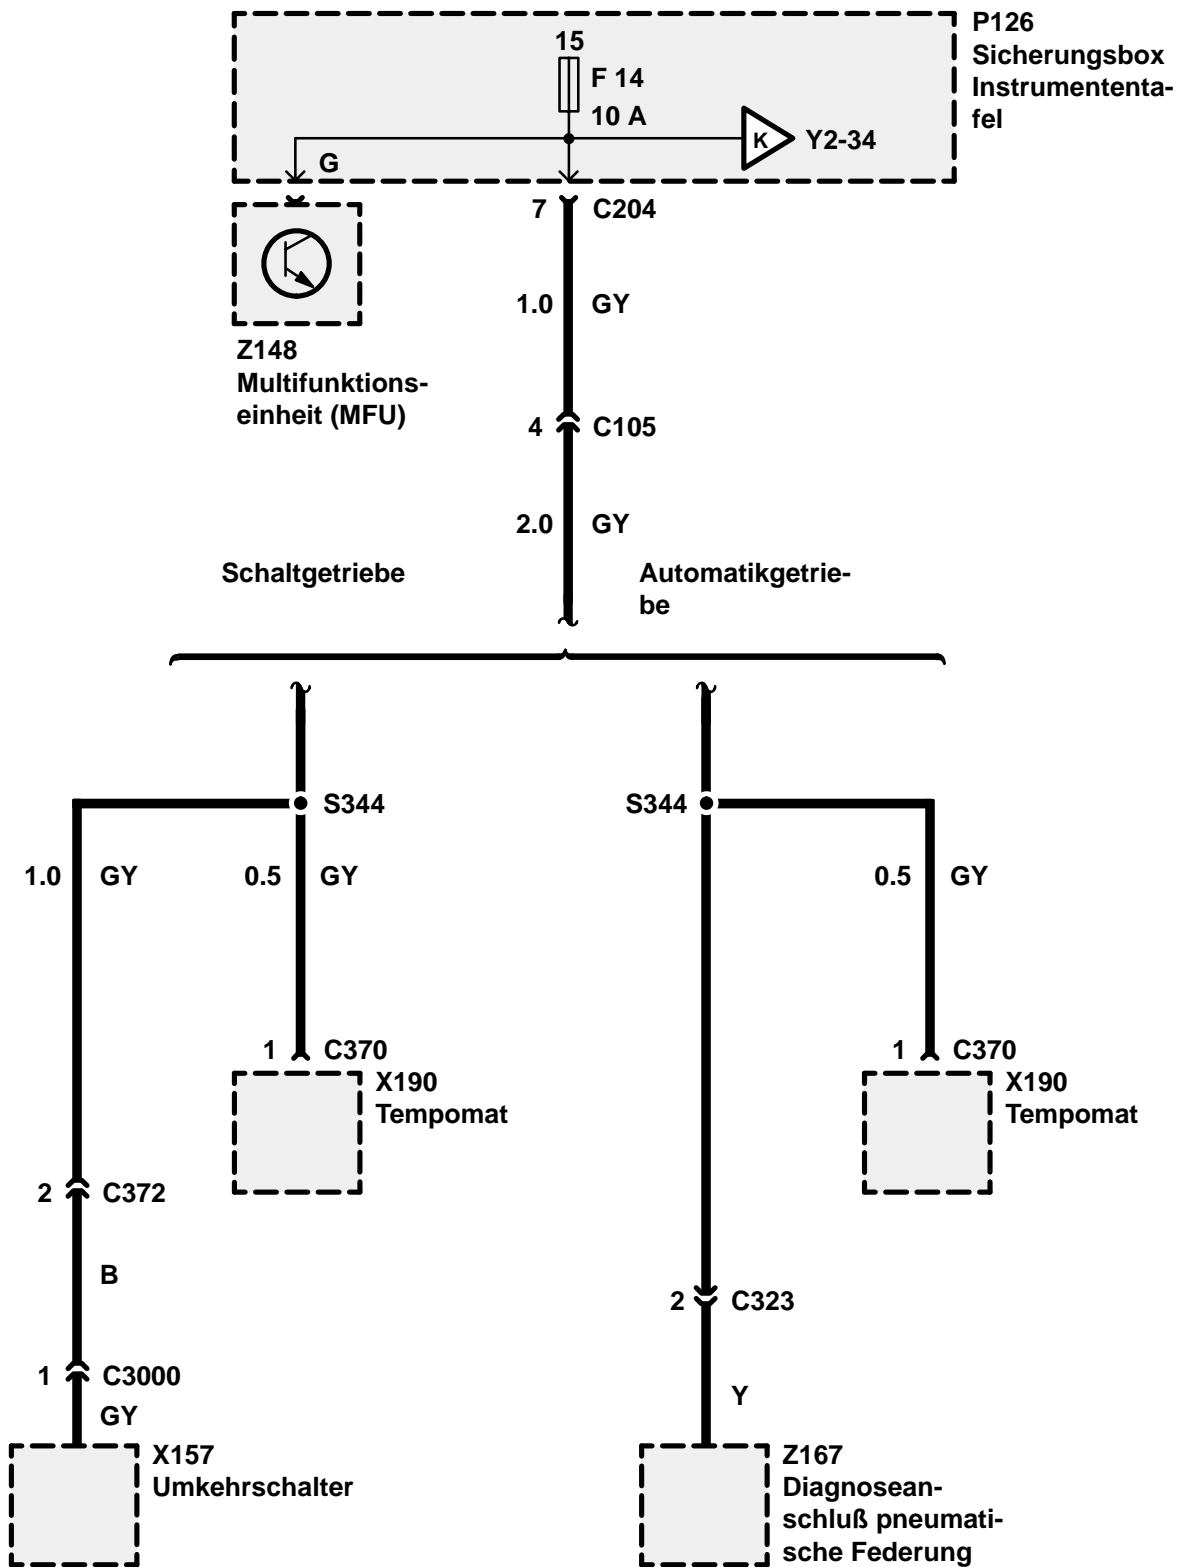 P126
Sicherungsbox
Instrumententa-
fel
15
F 14
10 A
K
Y2-34
G
7
C204
1.0
GY
Z148
Multifunktions-
einheit (MFU)
4
C105
2.0
GY
Schaltgetriebe
Automatikgetrie-
be
S344
S344
1.0
GY
0.5
GY
0.5
GY
1
C370
X190
Tempomat
1
C370
X190
Tempomat
2
C372
B
2
C323
1
C3000
GY
Y
X157
Umkehrschalter
Z167
Diagnosean-
schluß pneumati-
sche Federung